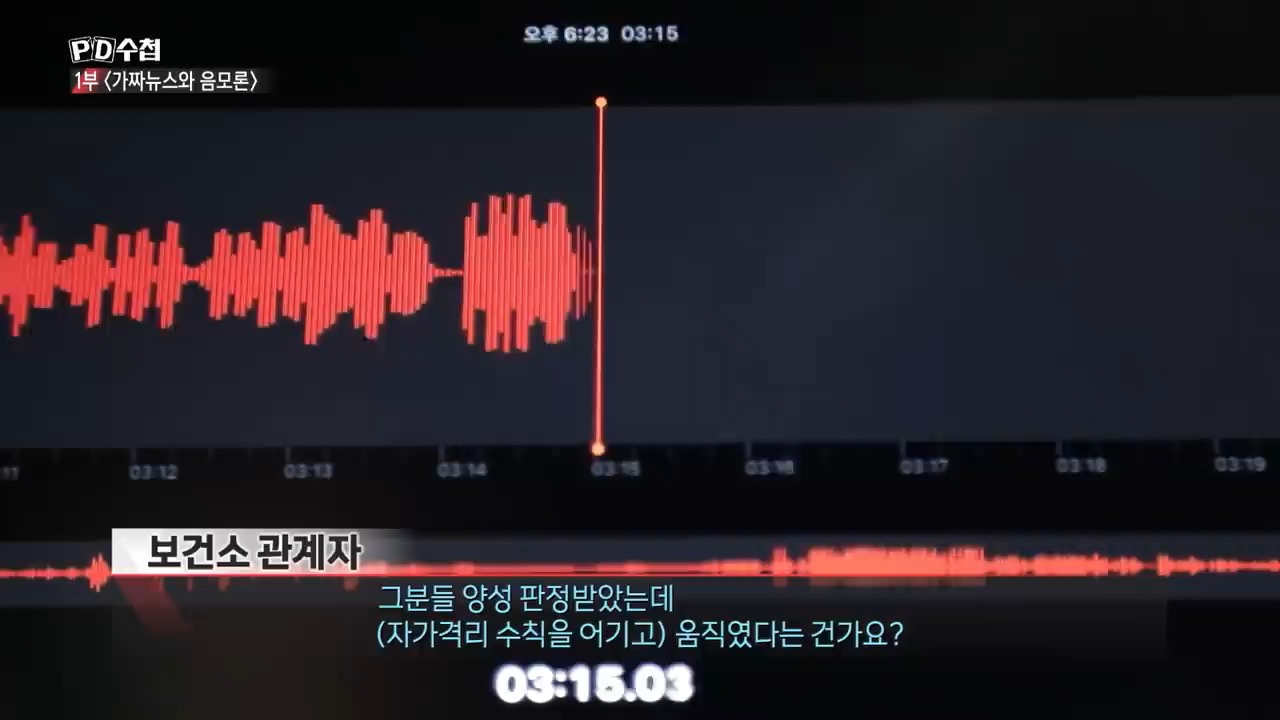 오후 6:23 03:15
PD수첩
1부 〈가짜뉴스와 음모론〉
11 03:12 03:13 03:14 03:15 03:16 03:17 03:18 03:19
보건소 관계자
그분들 양성 판정받았는데
(자가격리 수칙을 어기고) 움직였다는 건가요?
03:15.03